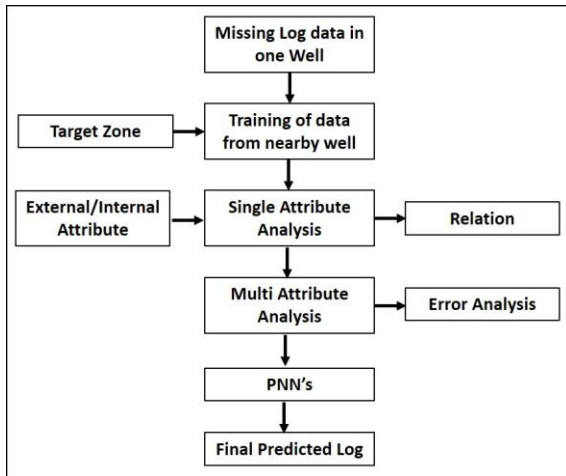 Missing Log data in
one Well
Target Zone
Training of data
from nearby well
External/Internal
Attribute
Single Attribute
Analysis
Relation
Multi Attribute
Analysis
Error Analysis
PNN's
Final Predicted Log